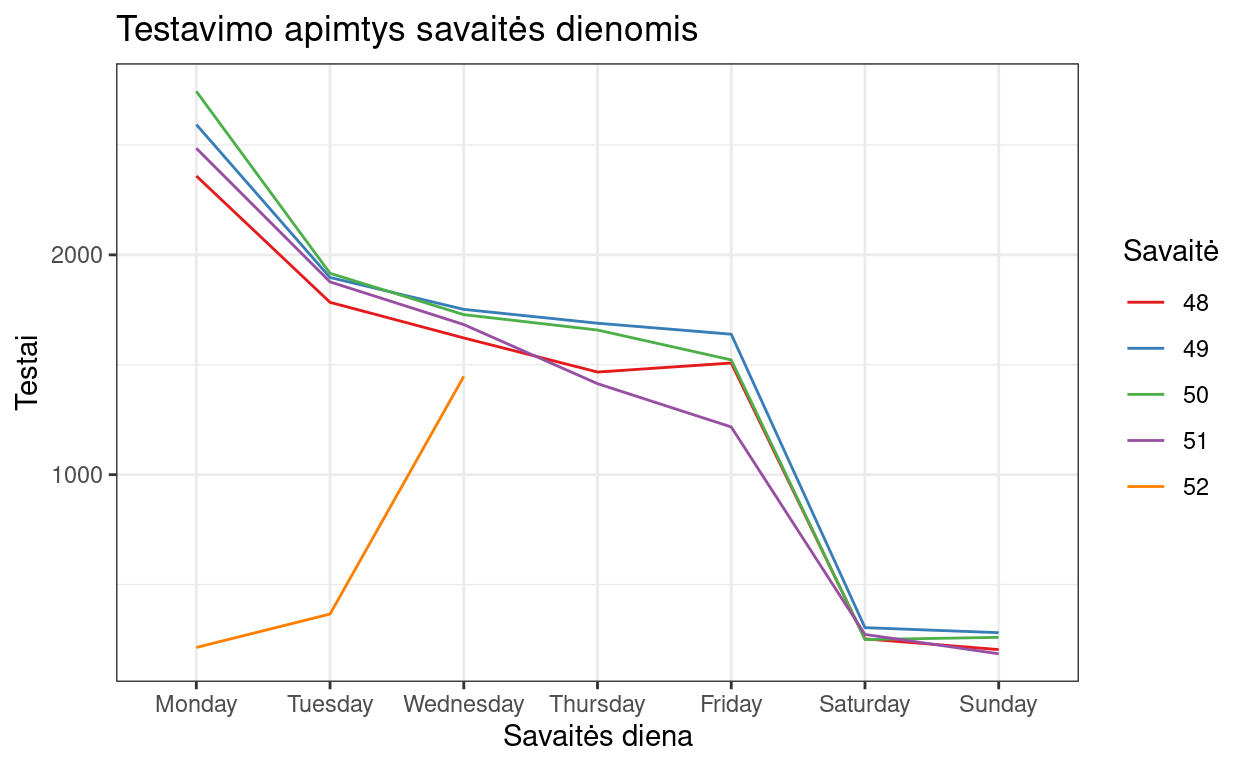 Testavimo apimtys savaitės dienomis
Testai
2000
1000
Monday Tuesday Wednesday Thursday Friday Saturday Sunday
Savaitės diena
Savaitė
48
49
50
51
52